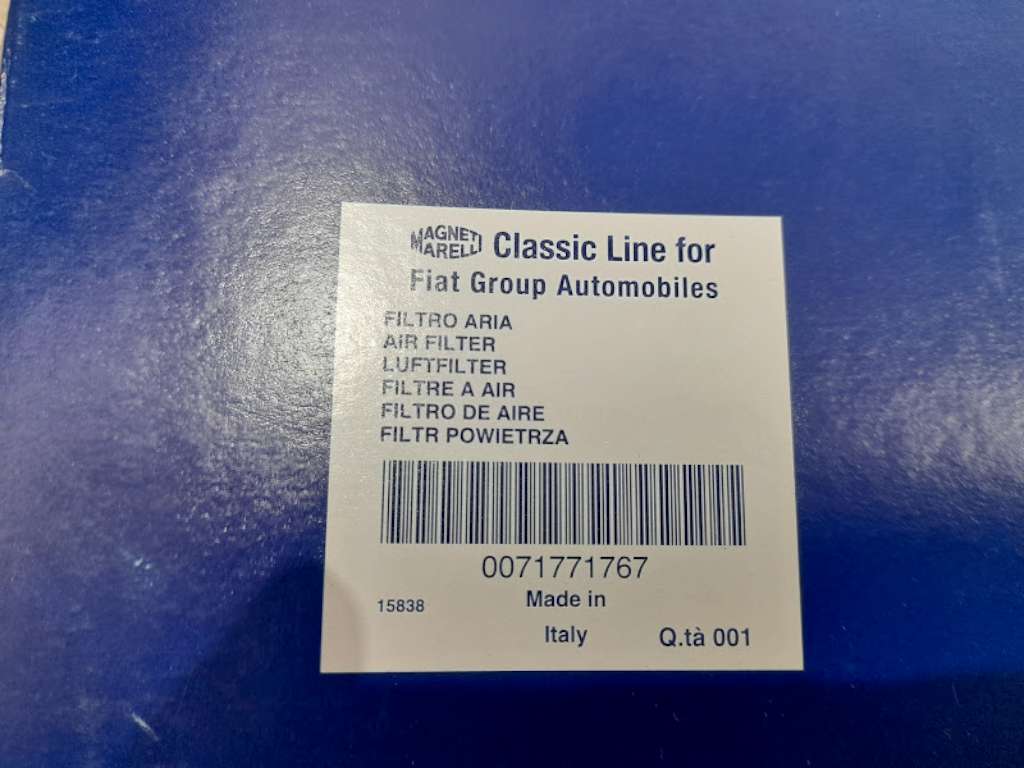 MAGNETI MARELLI Classic Line for
Fiat Group Automobiles
FILTRO ARIA
AIR FILTER
LUFTFILTER
FILTRE A AIR
FILTRO DE AIRE
FILTR POWIETRZA
0071771767
15838 Made in
Italy Q.tà 001